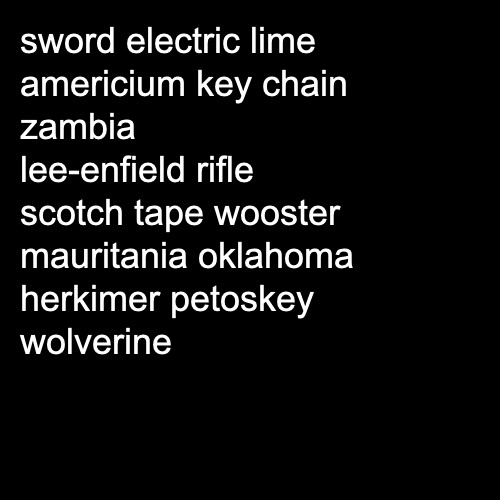 sword electric lime
americium key chain
zambia
lee-enfield rifle
scotch tape wooster
mauritania oklahoma
herkimer petoskey
wolverine